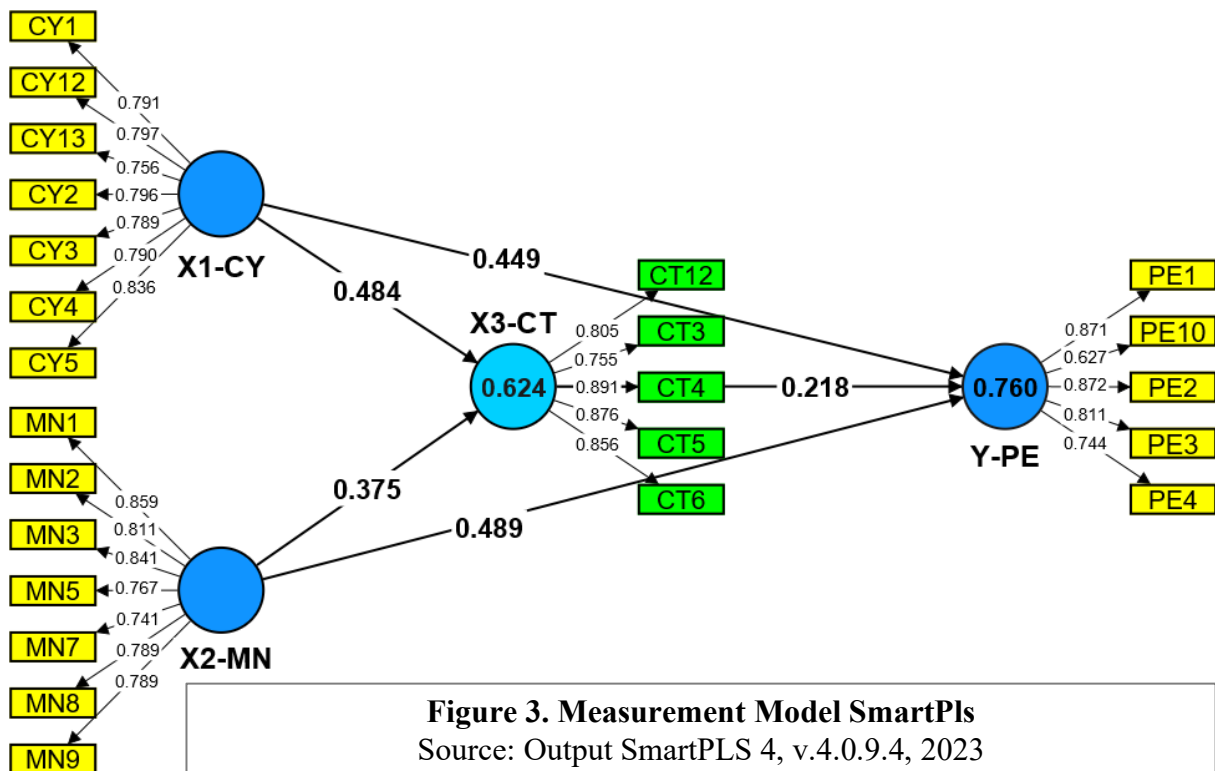 CY1
CY12
CY13
CY2
CY3
CY4
CY5
0.791
0.797
0.756
0.796
0.789
0.790
0.836
X1-CY
MN1
MN2
MN3
MN5
MN7
MN8
MN9
0.859
0.811
0.841
0.767
0.741
0.789
0.789
X2-MN
0.484
0.375
0.449
0.218
0.489
X3-CT
0.624
0.805
0.755
0.891
0.876
0.856
CT12
CT3
CT4
CT5
CT6
0.760
Y-PE
0.871
0.627
0.872
0.811
0.744
PE1
PE10
PE2
PE3
PE4
Figure 3. Measurement Model SmartPls
Source: Output SmartPLS 4, v.4.0.9.4, 2023